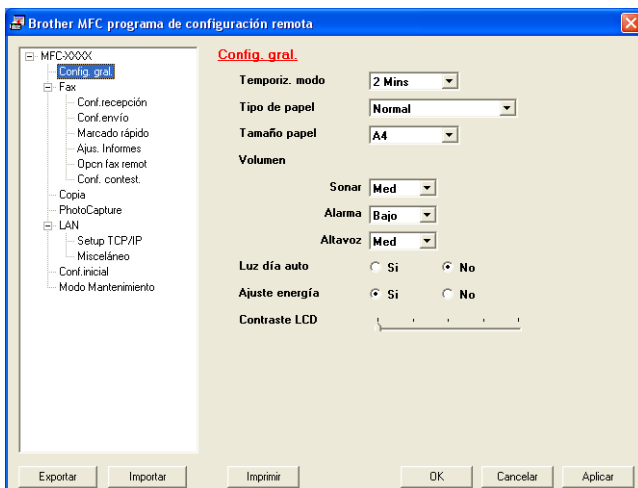 Brother MFC programa de configuración remota
MFC-XXXX
Config. gral.
Fax
Conf.recepción
Conf.envío
Marcado rápido
Ajus. Informes
Opcn fax remot
Conf. contest.
Copia
PhotoCapture
LAN
Setup TCP/IP
Misceláneo
Conf.inicial
Modo Mantenimiento
Config. gral.
Temporiz. modo 2 Mins
Tipo de papel Normal
Tamaño papel A4
Volumen
Sonar Med
Alarma Bajo
Altavoz Med
Luz día auto Si No
Ajuste energía Si No
Contraste LCD
Exportar Importar Imprimir OK Cancelar Aplicar